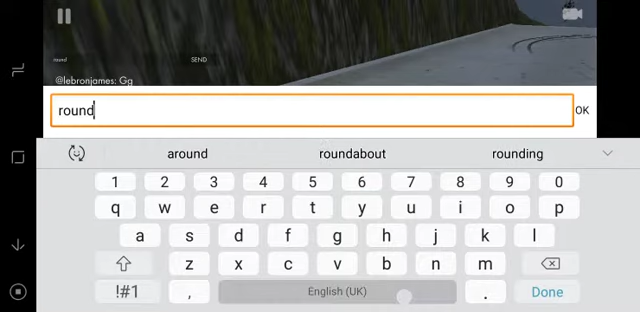 round SEND
@lebronjames: Gg
round OK
around roundabout rounding
1 2 3 4 5 6 7 8 9 0
q w e r t y u i o p
a s d f g h j k l
z x c v b n m
!#1 , English (UK) . Done